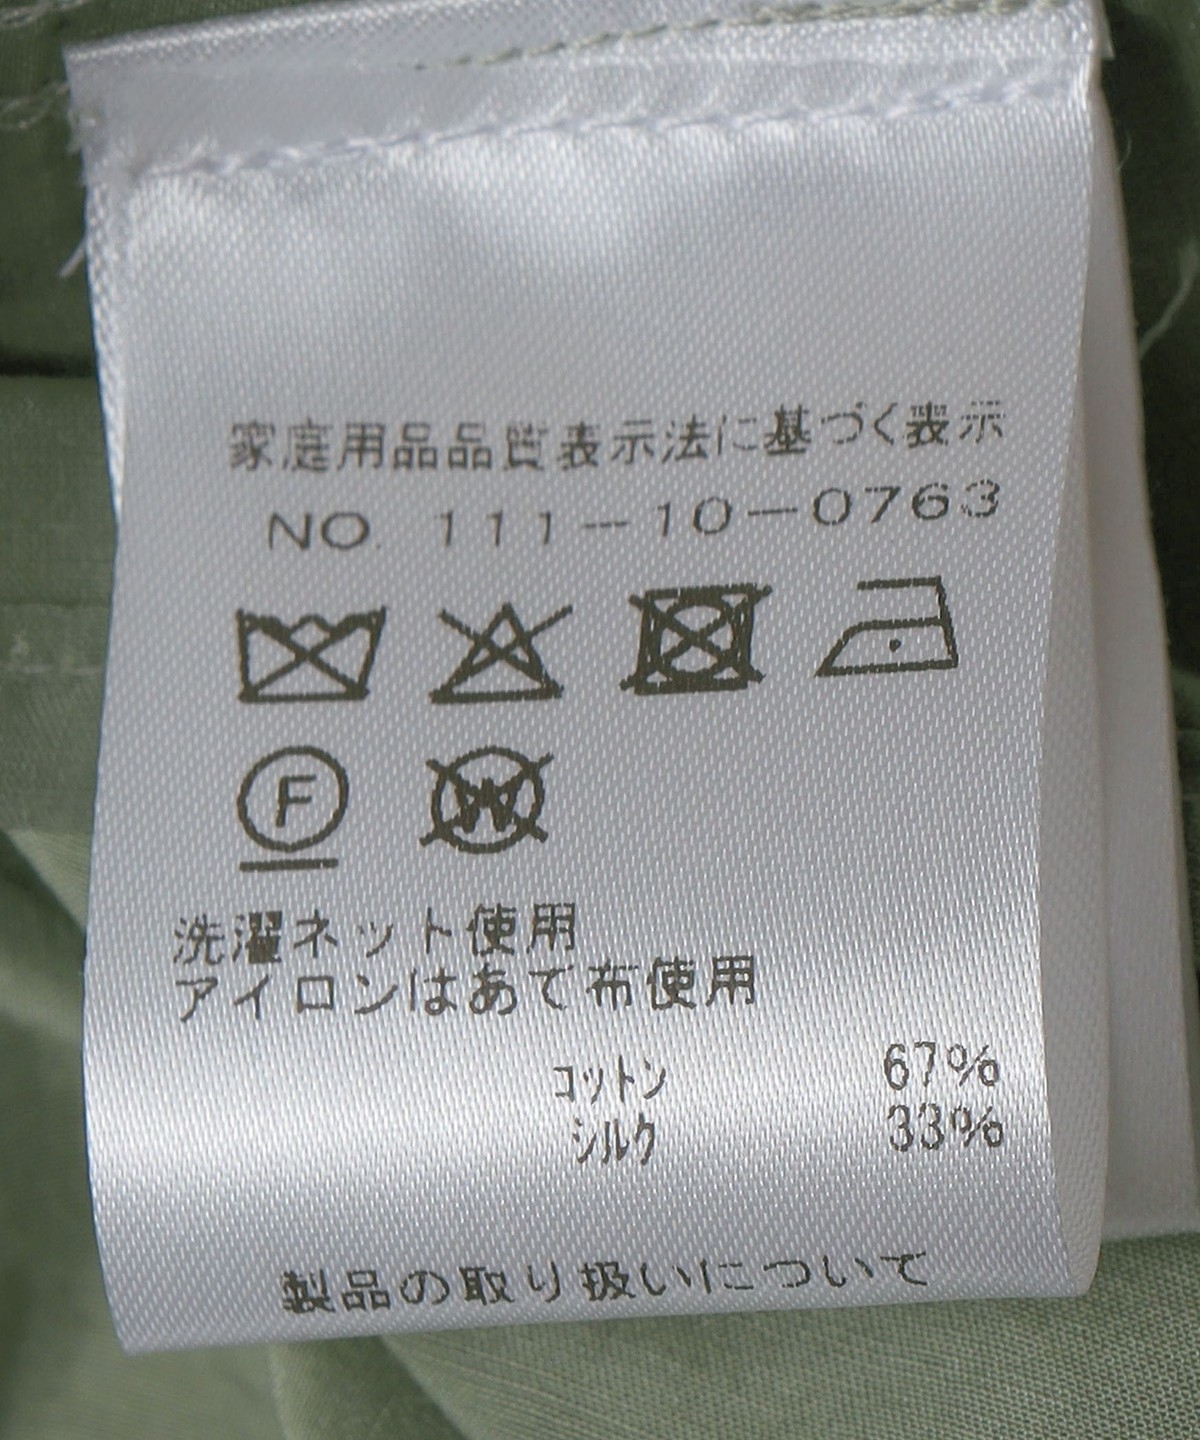 家庭用品品質表示法に基づく表示
NO. 111-10-0763
F
W
洗濯ネット使用
アイロンはあて布使用
コットン 67%
シルク 33%
製品の取り扱いについて